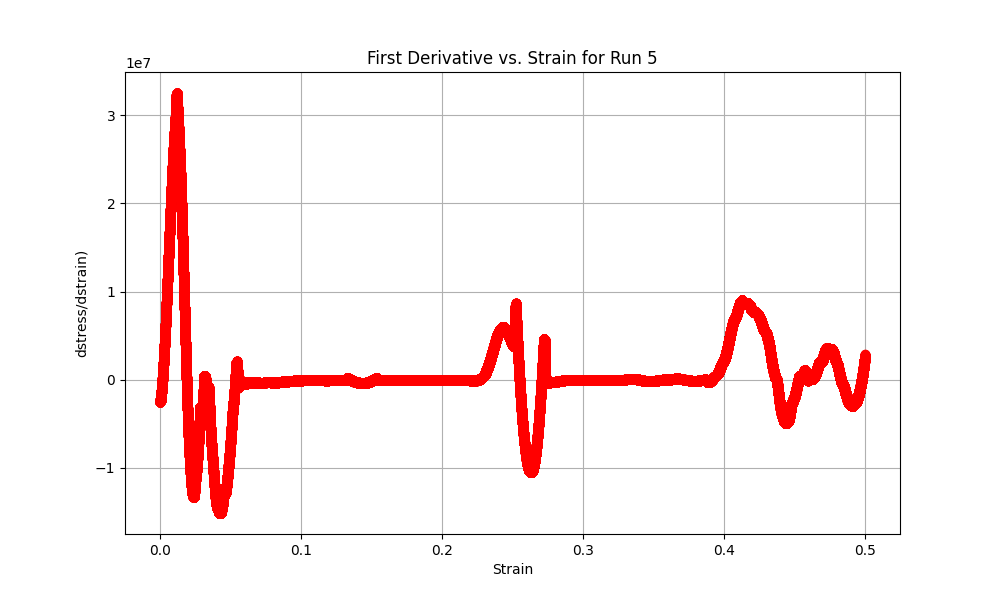 First Derivative vs. Strain for Run 5
1e7
3
2
1
0
−1
dstress/dstrain)
0.0 0.1 0.2 0.3 0.4 0.5
Strain